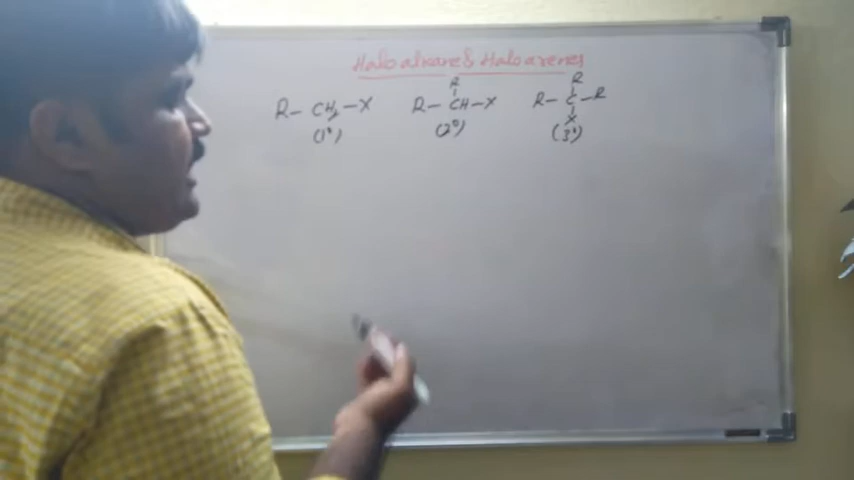 Haloalkane & Haloarenes
R R
R – CH2 – X R – CH – X R – C – R
X
(1°) (2°) (3°)